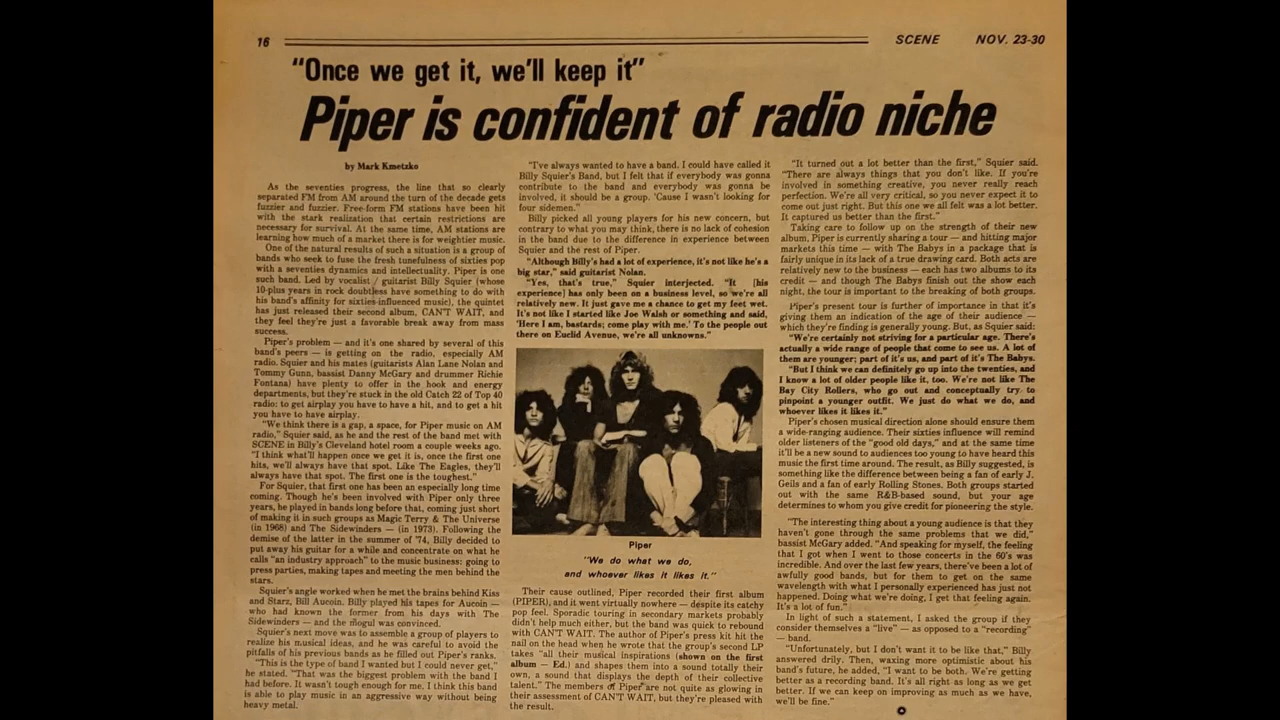 16
SCENE NOV. 23-30
"Once we get it, we'll keep it"
Piper is confident of radio niche
by Mark Kmetzko
As the seventies progress, the line that so clearly
separated FM from AM around the turn of the decade gets
fuzzier and fuzzier. Free-form FM stations have been hit
with the stark realization that certain restrictions are
necessary for survival. At the same time, AM stations are
learning how much of a market there is for weightier music.
One of the natural results of such a situation is a group of
bands who seek to fuse the fresh tunefulness of sixties pop
with a seventies dynamics and intellectuality. Piper is one
such band. Led by vocalist / guitarist Billy Squier (whose
10-plus years in rock doubtless have something to do with
his band's affinity for sixties-influenced music), the quintet
has just released their second album, CAN'T WAIT, and
they feel they're just a favorable break away from mass
success.
Piper's problem — and it's one shared by several of this
band's peers — is getting on the radio, especially AM
radio. Squier and his mates (guitarists Alan Lane Nolan and
Tommy Gunn, bassist Danny McGary and drummer Richie
Fontana) have plenty to offer in the hook and energy
departments, but they're stuck in the old Catch 22 of Top 40
radio: to get airplay you have to have a hit, and to get a hit
you have to have airplay.
"We think there is a gap, a space, for Piper music on AM
radio," Squier said, as he and the rest of the band met with
SCENE in Billy's Cleveland hotel room a couple weeks ago.
"I think what'll happen once we get it is, once the first one
hits, we'll always have that spot. Like The Eagles, they'll
always have that spot. The first one is the toughest."
For Squier, that first one has been an especially long time
coming. Though he's been involved with Piper only three
years, he played in bands long before that, coming just short
of making it in such groups as Magic Terry & The Universe
(in 1968) and The Sidewinders — (in 1973). Following the
demise of the latter in the summer of '74, Billy decided to
put away his guitar for a while and concentrate on what he
calls "an industry approach" to the music business: going to
press parties, making tapes and meeting the men behind the
stars.
Squier's angle worked when he met the brains behind Kiss
and Starz, Bill Aucoin. Billy played his tapes for Aucoin —
who had known the former from his days with The
Sidewinders — and the mogul was convinced.
Squier's next move was to assemble a group of players to
realize his musical ideas, and he was careful to avoid the
pitfalls of his previous bands as he filled out Piper's ranks.
"This is the type of band I wanted but I could never get,"
he stated. "That was the biggest problem with the band I
had before. It wasn't tough enough for me. I think this band
is able to play music in an aggressive way without being
heavy metal.
"I've always wanted to have a band. I could have called it
Billy Squier's Band, but I felt that if everybody was gonna
contribute to the band and everybody was gonna be
involved, it should be a group. 'Cause I wasn't looking for
four sidemen."
Billy picked all young players for his new concern, but
contrary to what you may think, there is no lack of cohesion
in the band due to the difference in experience between
Squier and the rest of Piper.
"Although Billy's had a lot of experience, it's not like he's a
big star," said guitarist Nolan.
"Yes, that's true," Squier interjected. "It [his
experience] has only been on a business level, so we're all
relatively new. It just gave me a chance to get my feet wet.
It's not like I started like Joe Walsh or something and said,
'Here I am, bastards; come play with me.' To the people out
there on Euclid Avenue, we're all unknowns."
Piper
"We do what we do,
and whoever likes it likes it."
Their cause outlined, Piper recorded their first album
(PIPER), and it went virtually nowhere — despite its catchy
pop feel. Sporadic touring in secondary markets probably
didn't help much either, but the band was quick to rebound
with CAN'T WAIT. The author of Piper's press kit hit the
nail on the head when he wrote that the group's second LP
takes "all their musical inspirations (shown on the first
album — Ed.) and shapes them into a sound totally their
own, a sound that displays the depth of their collective
talent." The members of Piper are not quite as glowing in
their assessment of CAN'T WAIT, but they're pleased with
the result.
"It turned out a lot better than the first," Squier said.
"There are always things that you don't like. If you're
involved in something creative, you never really reach
perfection. We're all very critical, so you never expect it to
come out just right. But this one we all felt was a lot better.
It captured us better than the first."
Taking care to follow up on the strength of their new
album, Piper is currently sharing a tour — and hitting major
markets this time — with The Babys in a package that is
fairly unique in its lack of a true drawing card. Both acts are
relatively new to the business — each has two albums to its
credit — and though The Babys finish out the show each
night, the tour is important to the breaking of both groups.
Piper's present tour is further of importance in that it's
giving them an indication of the age of their audience —
which they're finding is generally young. But, as Squier said:
"We're certainly not striving for a particular age. There's
actually a wide range of people that come to see us. A lot of
them are younger; part of it's us, and part of it's The Babys.
"But I think we can definitely go up into the twenties, and
I know a lot of older people like it, too. We're not like The
Bay City Rollers, who go out and conceptually try to
pinpoint a younger outfit. We just do what we do, and
whoever likes it likes it."
Piper's chosen musical direction alone should ensure them
a wide-ranging audience. Their sixties influence will remind
older listeners of the "good old days," and at the same time
it'll be a new sound to audiences too young to have heard this
music the first time around. The result, as Billy suggested, is
something like the difference between being a fan of early J.
Geils and a fan of early Rolling Stones. Both groups started
out with the same R&B-based sound, but your age
determines to whom you give credit for pioneering the style.
"The interesting thing about a young audience is that they
haven't gone through the same problems that we did,"
bassist McGary added. "And speaking for myself, the feeling
that I got when I went to those concerts in the 60's was
incredible. And over the last few years, there've been a lot of
awfully good bands, but for them to get on the same
wavelength with what I personally experienced has just not
happened. Doing what we're doing, I get that feeling again.
It's a lot of fun."
In light of such a statement, I asked the group if they
consider themselves a "live" — as opposed to a "recording"
— band.
"Unfortunately, but I don't want it to be like that," Billy
answered drily. Then, waxing more optimistic about his
band's future, he added, "I want to be both. We're getting
better as a recording band. It's all right as long as we get
better. If we can keep on improving as much as we have,
we'll be fine."